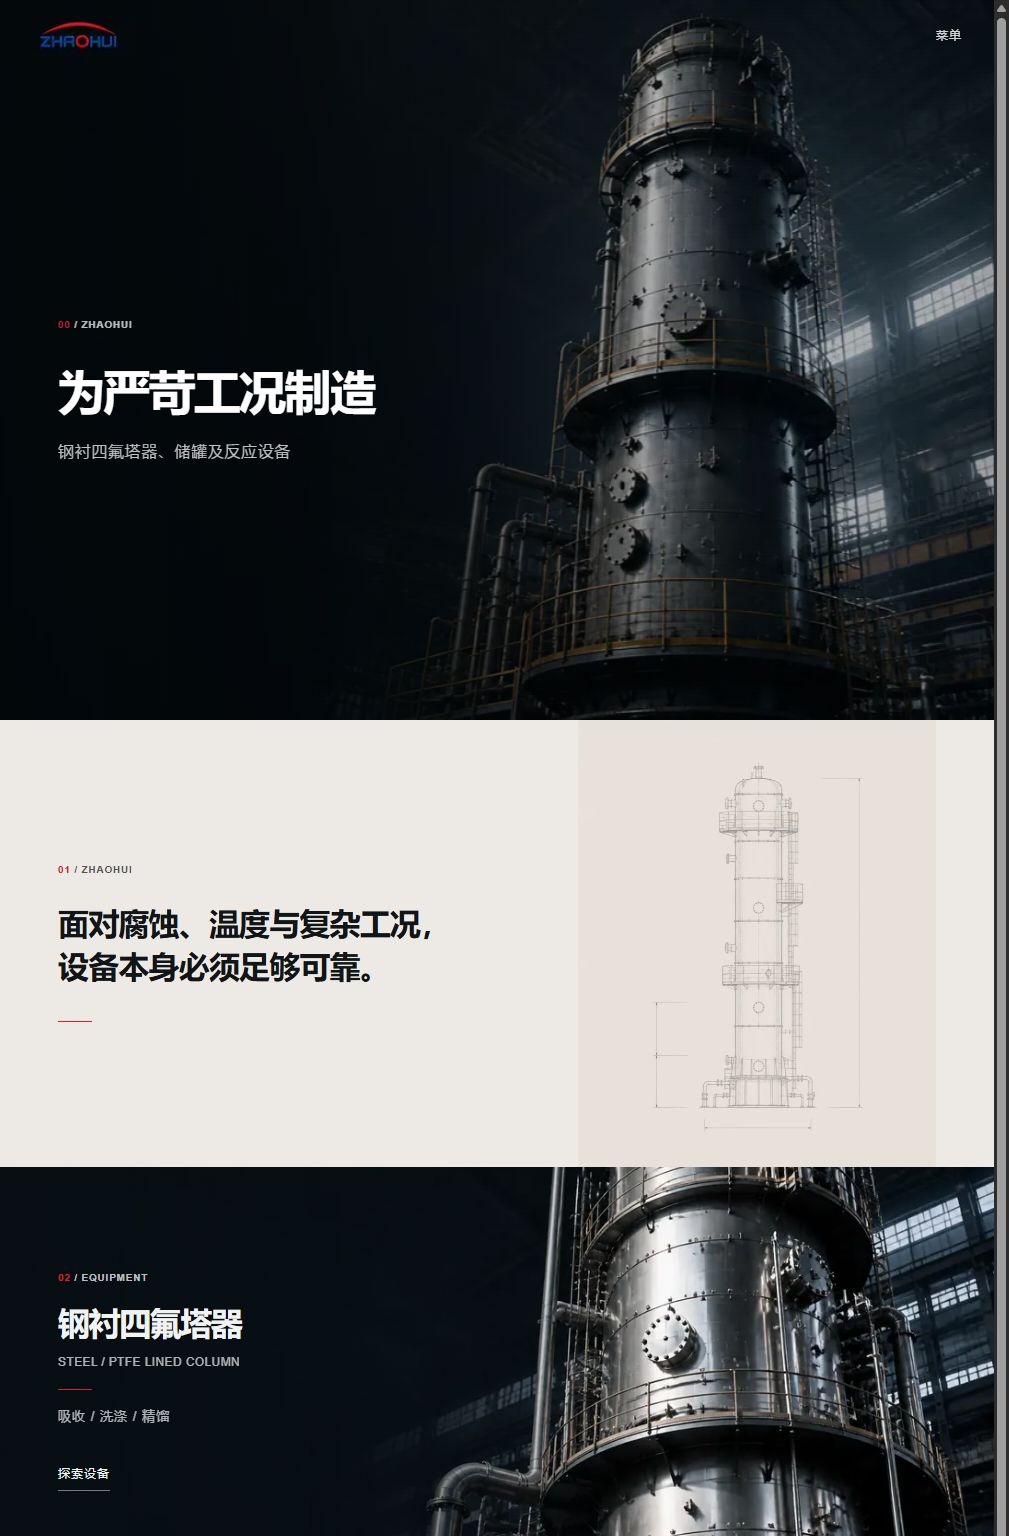 ZHAOHUI
菜单
00 / ZHAOHUI
为严苛工况制造
钢衬四氟塔器、储罐及反应设备
01 / ZHAOHUI
面对腐蚀、温度与复杂工况，
设备本身必须足够可靠。
02 / EQUIPMENT
钢衬四氟塔器
STEEL / PTFE LINED COLUMN
吸收 / 洗涤 / 精馏
探索设备